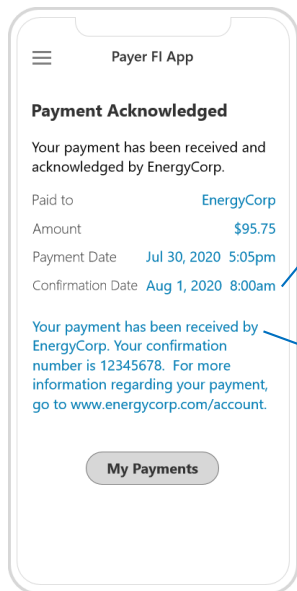 Payer FI App
Payment Acknowledged
Your payment has been received and
acknowledged by EnergyCorp.
Paid to EnergyCorp
Amount $95.75
Payment Date Jul 30, 2020 5:05pm
Confirmation Date Aug 1, 2020 8:00am
Your payment has been received by
EnergyCorp. Your confirmation
number is 12345678. For more
information regarding your payment,
go to www.energycorp.com/account.
My Payments